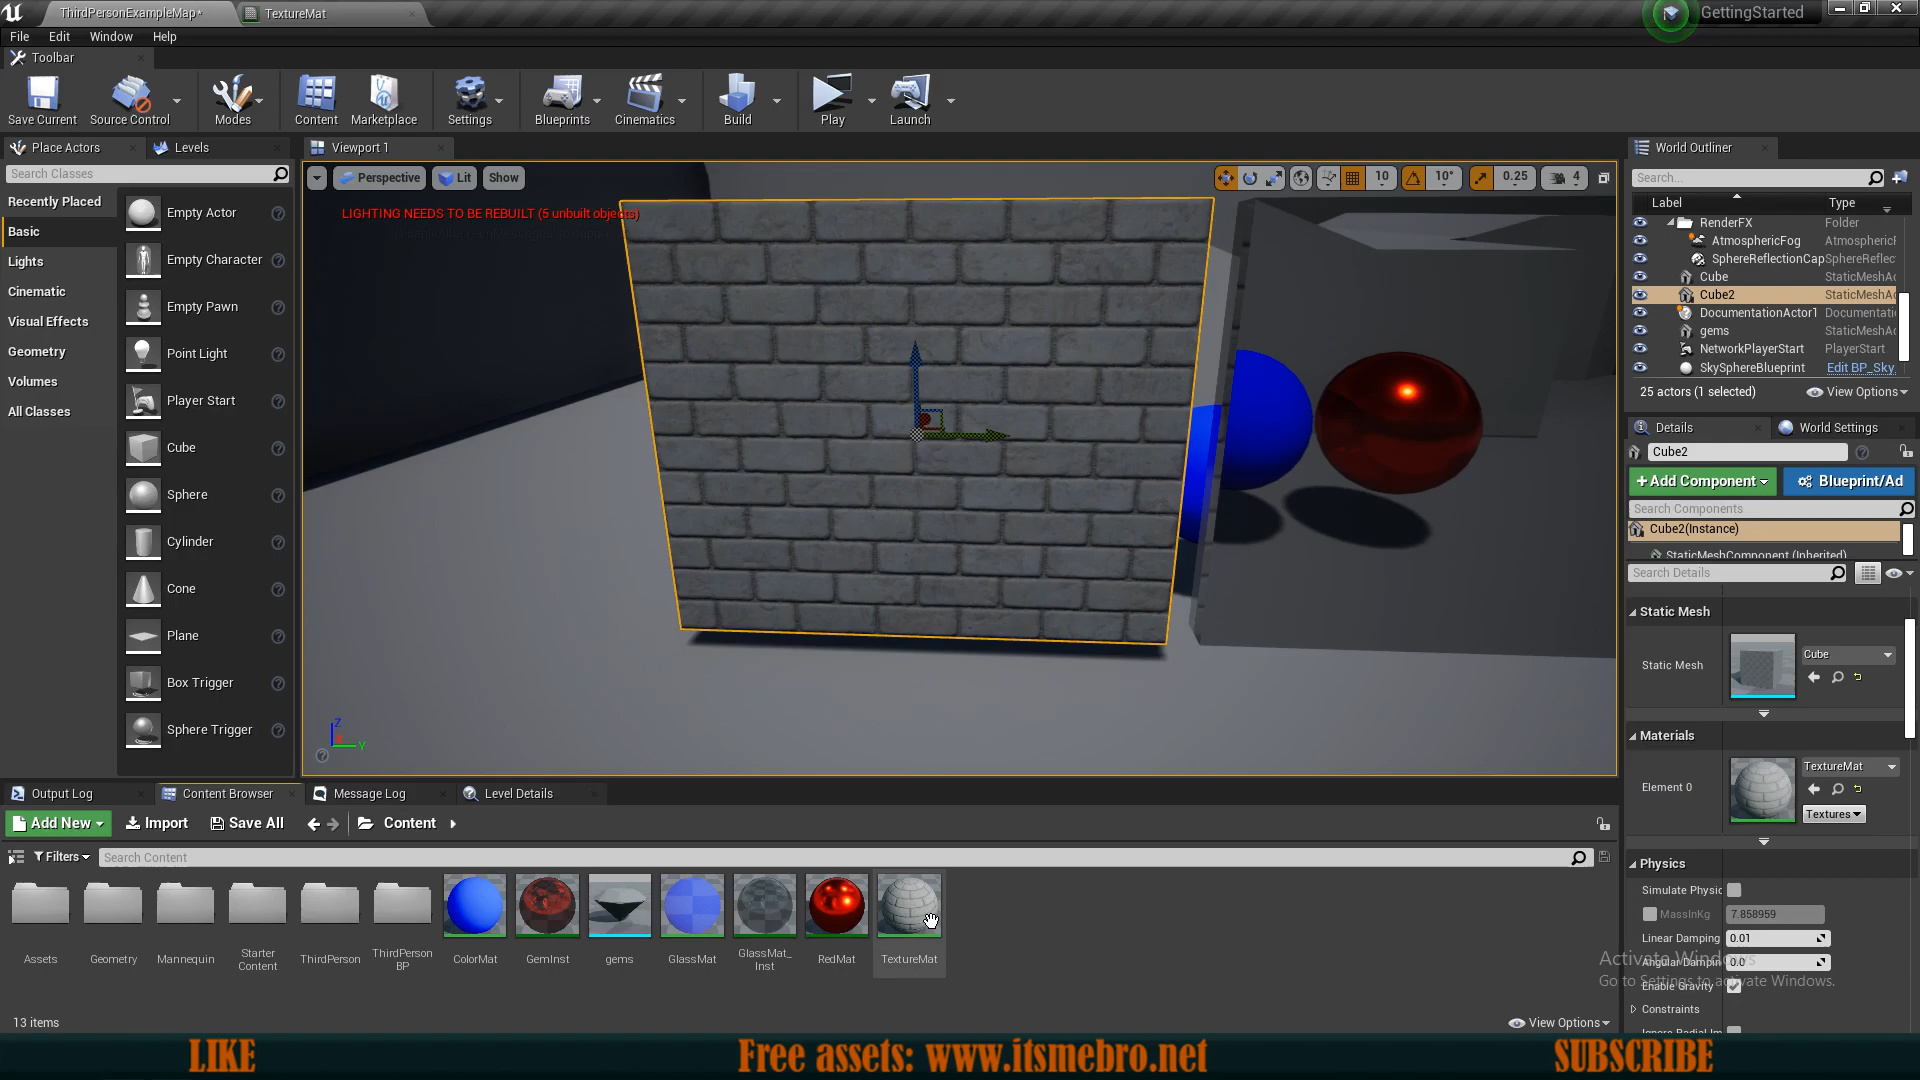 ThirdPersonExampleMap*
TextureMat
GettingStarted
File Edit Window Help
Toolbar
Save Current
Source Control
Modes
Content
Marketplace
Settings
Blueprints
Cinematics
Build
Play
Launch
Place Actors
Levels
Search Classes
Recently Placed
Basic
Lights
Cinematic
Visual Effects
Geometry
Volumes
All Classes
Empty Actor
Empty Character
Empty Pawn
Point Light
Player Start
Cube
Sphere
Cylinder
Cone
Plane
Box Trigger
Sphere Trigger
Viewport 1
Perspective
Lit
Show
10
10°
0.25
4
LIGHTING NEEDS TO BE REBUILT (5 unbuilt objects)
Z
X
Y
World Outliner
Search...
Label
Type
RenderFX Folder
AtmosphericFog Atmospheric
SphereReflectionCap SphereReflec
Cube StaticMeshA
Cube2 StaticMeshA
DocumentationActor1 Documentati
gems StaticMeshA
NetworkPlayerStart PlayerStart
SkySphereBlueprint Edit BP_Sky
25 actors (1 selected)
View Options
Details
World Settings
Cube2
+ Add Component
Blueprint/Ad
Search Components
Cube2(Instance)
StaticMeshComponent (Inherited)
Search Details
Static Mesh
Static Mesh
Cube
Materials
Element 0
TextureMat
Textures
Physics
Simulate Physic
MassInKg 7.858959
Linear Damping 0.01
Angular Dampin 0.0
Enable Gravity
Constraints
Ignore Radial Im
Activate Windows
Go to Settings to activate Windows.
Output Log
Content Browser
Message Log
Level Details
Add New
Import
Save All
Content
Filters
Search Content
Assets
Geometry
Mannequin
Starter
Content
ThirdPerson
ThirdPerson
BP
ColorMat
GemInst
gems
GlassMat
GlassMat_
Inst
RedMat
TextureMat
13 items
View Options
LIKE
Free assets: www.itsmebro.net
SUBSCRIBE